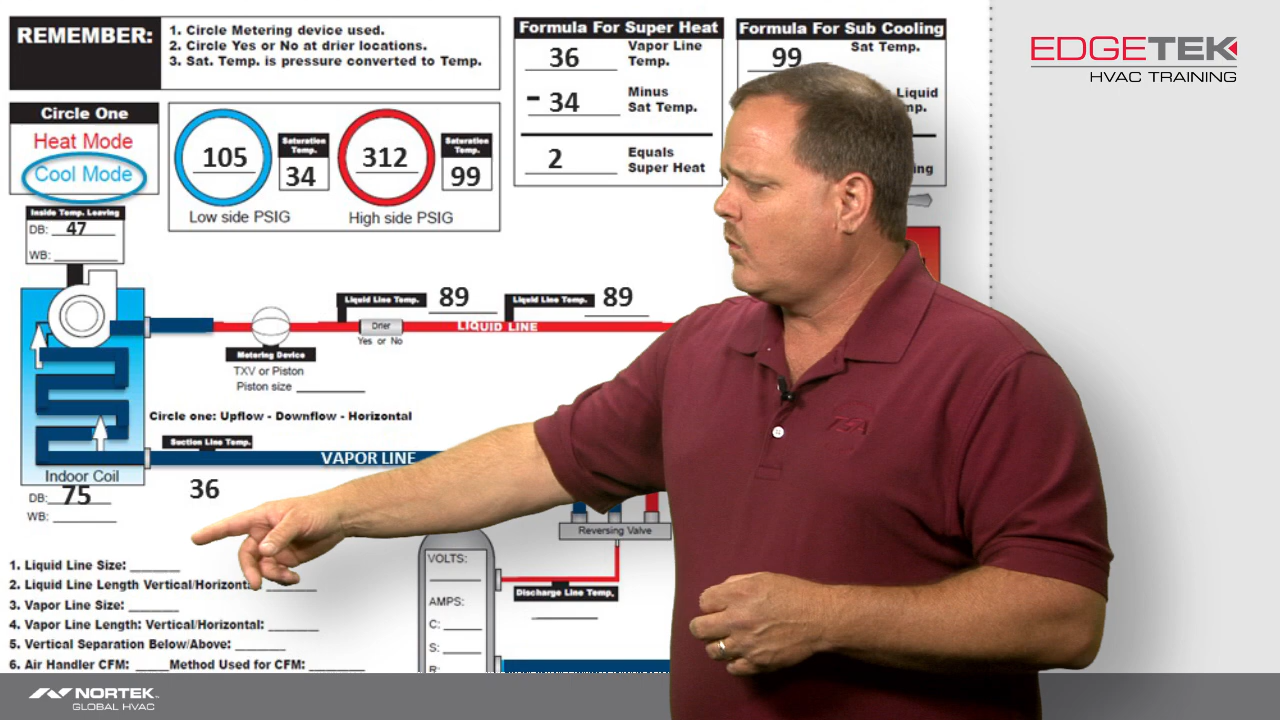 REMEMBER:
1. Circle Metering device used.
2. Circle Yes or No at drier locations.
3. Sat. Temp. is pressure converted to Temp.
Formula For Super Heat
36 Vapor Line Temp.
- 34 Minus Sat Temp.
2 Equals Super Heat
Formula For Sub Cooling
99 Sat Temp.
Liquid
EDGETEK
HVAC TRAINING
Circle One
Heat Mode
Cool Mode
105
Saturation Temp.
34
Low side PSIG
312
Saturation Temp.
99
High side PSIG
Inside Temp. Leaving
DB: 47
WB:
Liquid Line Temp. 89
Liquid Line Temp. 89
Drier
Yes or No
LIQUID LINE
Metering Device
TXV or Piston
Piston size
Circle one: Upflow - Downflow - Horizontal
Suction Line Temp.
VAPOR LINE
36
Indoor Coil
DB: 75
WB:
Reversing Valve
VOLTS:
AMPS:
C:
S:
R:
Discharge Line Temp.
1. Liquid Line Size:
2. Liquid Line Length Vertical/Horizontal:
3. Vapor Line Size:
4. Vapor Line Length: Vertical/Horizontal:
5. Vertical Separation Below/Above:
6. Air Handler CFM: Method Used for CFM:
NORTEK
GLOBAL HVAC